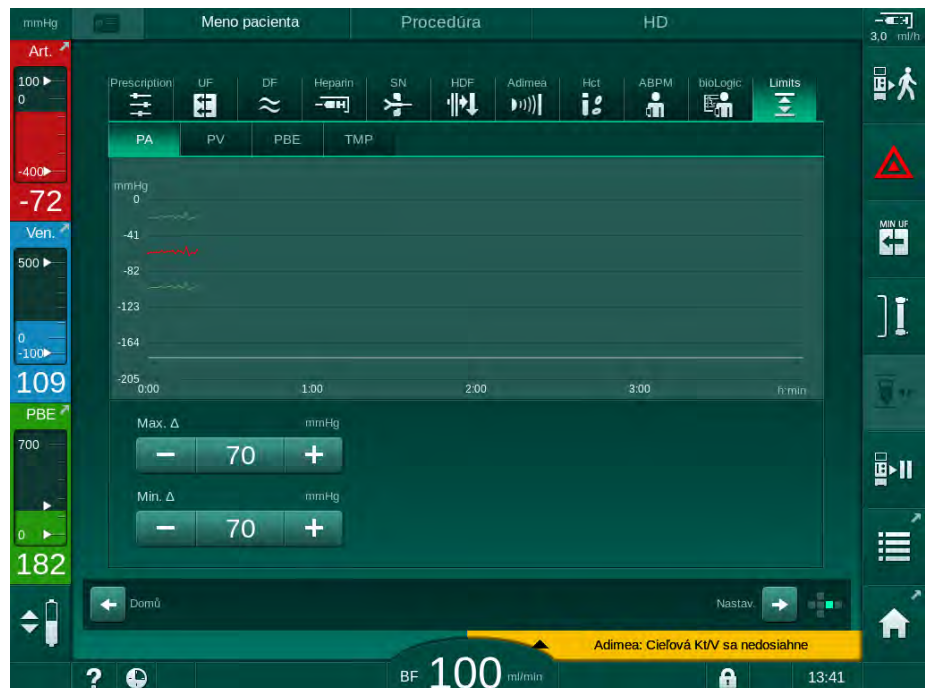 mmHg
Meno pacienta
Procedúra
HD
3,0 ml/h
Art.
100
0
-400
-72
Ven.
500
0
-100
109
PBE
700
0
182
Prescription
UF
DF
Heparin
SN
HDF
Adimea
Hct
ABPM
bioLogic
Limits
PA
PV
PBE
TMP
mmHg
0
-41
-82
-123
-164
-205
0:00
1:00
2:00
3:00
h:min
Max. Δ
mmHg
70
Min. Δ
mmHg
70
MIN UF
Domů
Nastav.
Adimea: Cieľová Kt/V sa nedosiahne
BF 100 ml/min
13:41